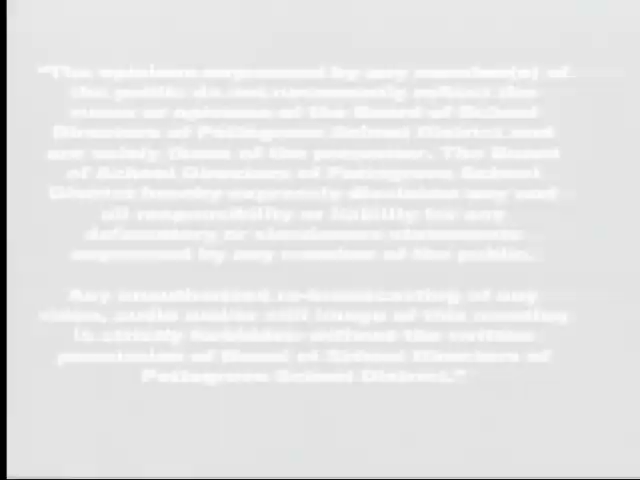 "The opinions expressed by any member(s) of
the public do not necessarily reflect the
views or opinions of the Board of School
Directors of Pottsgrove School District and
are solely those of the presenter. The Board
of School Directors of Pottsgrove School
District hereby expressly disclaims any and
all responsibility or liability for any
defamatory or slanderous statements
expressed by any member of the public.
Any unauthorized re-broadcasting of any
video, audio and/or still image of this meeting
is strictly forbidden without the written
permission of Board of School Directors of
Pottsgrove School District."